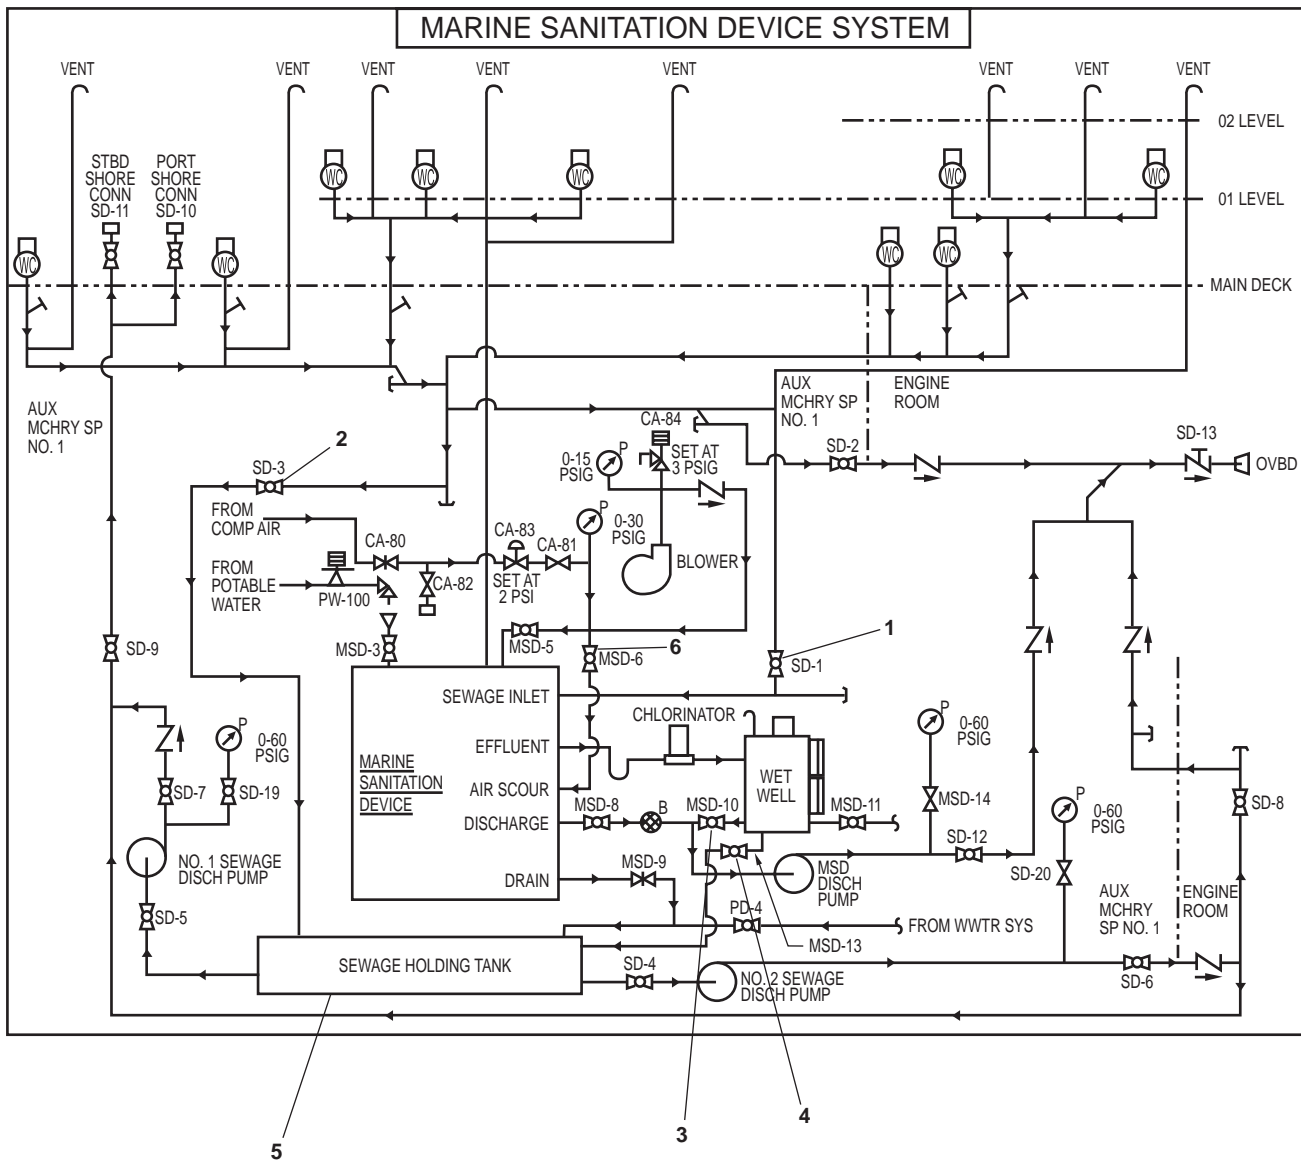 MARINE SANITATION DEVICE SYSTEM
VENT
VENT
VENT
VENT
VENT
VENT
VENT
VENT
02 LEVEL
STBD
SHORE
CONN
SD-11
PORT
SHORE
CONN
SD-10
WC
WC
WC
WC
WC
01 LEVEL
WC
WC
WC
WC
MAIN DECK
AUX
MCHRY SP
NO. 1
AUX
MCHRY SP
NO. 1
ENGINE
ROOM
2
SD-3
CA-84
SET AT
3 PSIG
0-15
PSIG
P
SD-2
SD-13
OVBD
FROM
COMP AIR
CA-80
CA-83
CA-81
P
0-30
PSIG
BLOWER
FROM
POTABLE
WATER
PW-100
CA-82
SET AT
2 PSI
MSD-3
MSD-5
MSD-6
6
1
SD-1
SD-9
SEWAGE INLET
CHLORINATOR
P
0-60
PSIG
P
0-60
PSIG
EFFLUENT
MARINE
SANITATION
DEVICE
WET
WELL
AIR SCOUR
SD-7
SD-19
MSD-8
B
MSD-10
MSD-11
MSD-14
P
0-60
PSIG
SD-8
DISCHARGE
NO. 1 SEWAGE
DISCH PUMP
MSD-9
MSD
DISCH
PUMP
SD-12
SD-20
DRAIN
AUX
MCHRY
SP NO. 1
ENGINE
ROOM
SD-5
PD-4
FROM WWTR SYS
MSD-13
SEWAGE HOLDING TANK
SD-4
NO. 2 SEWAGE
DISCH PUMP
SD-6
5
3
4